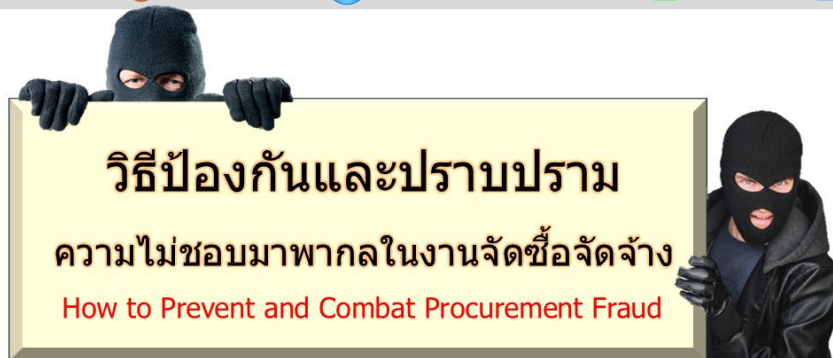 วิธีป้องกันและปราบปราม
ความไม่ชอบมาพากลในงานจัดซื้อจัดจ้าง
How to Prevent and Combat Procurement Fraud